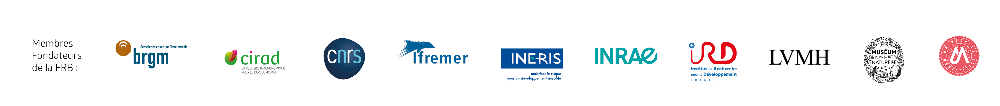 Membres
Fondateurs
de la FRB :
Géosciences pour une Terre durable
brgm
cirad
LA RECHERCHE AGRONOMIQUE
POUR LE DÉVELOPPEMENT
cnrs
Ifremer
INERIS
maîtriser le risque
pour un développement durable
INRAE
IRD
Institut de Recherche
pour le Développement
FRANCE
LVMH
MUSÉUM
NAL HIST
NATURELLE
UNIVERSITÉ
M
MONTPELLIER